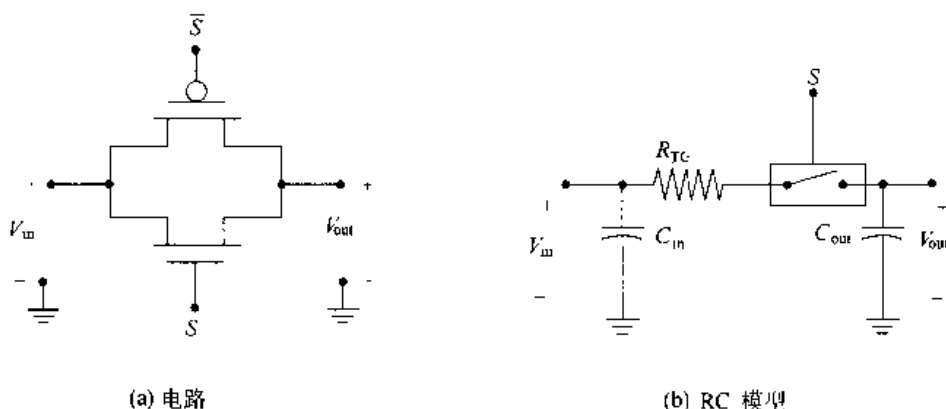 S̅
+
+
V_in
V_out
−
-
S
(a) 电路
S
R_TG
+
+
V_in
C_in
C_out
V_out
−
−
(b) RC 模型